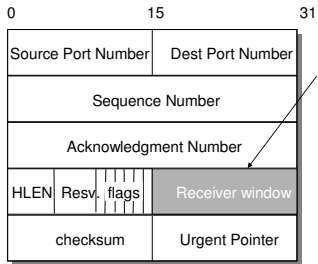 0 15 31
Source Port Number Dest Port Number
Sequence Number
Acknowledgment Number
HLEN Resv. flags Receiver window
checksum Urgent Pointer